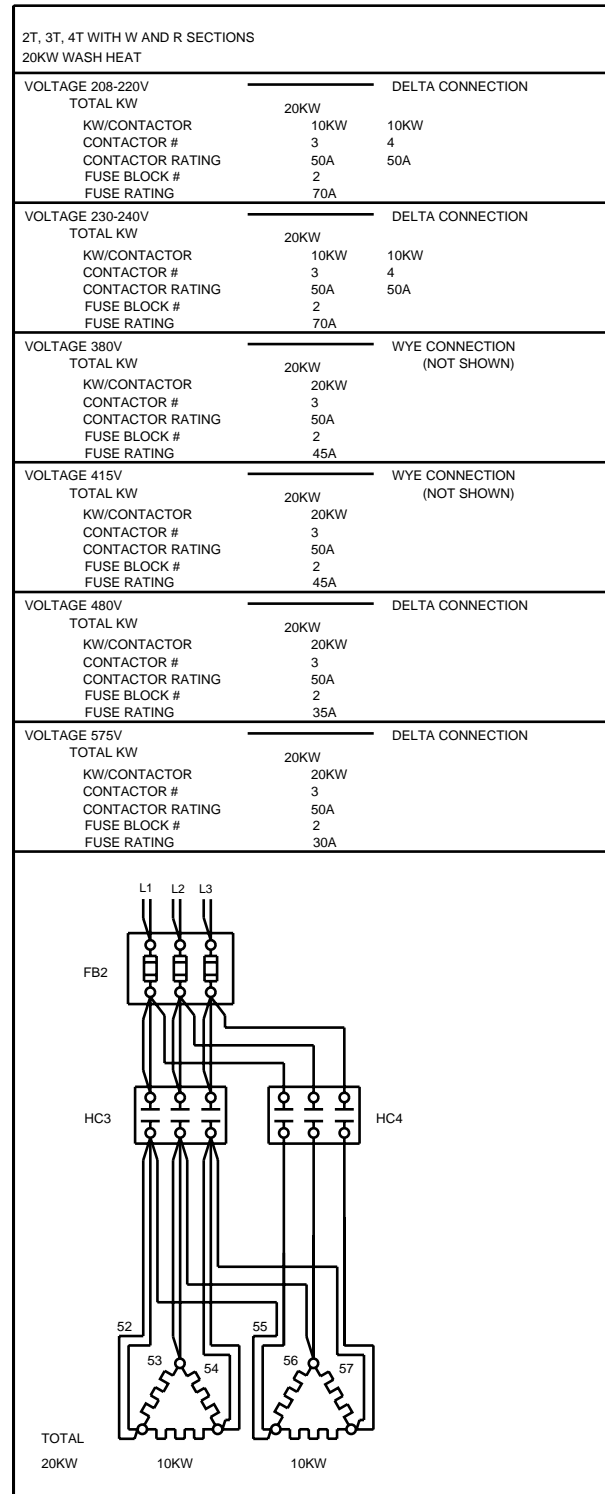 2T, 3T, 4T WITH W AND R SECTIONS
20KW WASH HEAT
VOLTAGE 208-220V DELTA CONNECTION
TOTAL KW 20KW
KW/CONTACTOR 10KW 10KW
CONTACTOR # 3 4
CONTACTOR RATING 50A 50A
FUSE BLOCK # 2
FUSE RATING 70A
VOLTAGE 230-240V DELTA CONNECTION
TOTAL KW 20KW
KW/CONTACTOR 10KW 10KW
CONTACTOR # 3 4
CONTACTOR RATING 50A 50A
FUSE BLOCK # 2
FUSE RATING 70A
VOLTAGE 380V WYE CONNECTION
TOTAL KW 20KW (NOT SHOWN)
KW/CONTACTOR 20KW
CONTACTOR # 3
CONTACTOR RATING 50A
FUSE BLOCK # 2
FUSE RATING 45A
VOLTAGE 415V WYE CONNECTION
TOTAL KW 20KW (NOT SHOWN)
KW/CONTACTOR 20KW
CONTACTOR # 3
CONTACTOR RATING 50A
FUSE BLOCK # 2
FUSE RATING 45A
VOLTAGE 480V DELTA CONNECTION
TOTAL KW 20KW
KW/CONTACTOR 20KW
CONTACTOR # 3
CONTACTOR RATING 50A
FUSE BLOCK # 2
FUSE RATING 35A
VOLTAGE 575V DELTA CONNECTION
TOTAL KW 20KW
KW/CONTACTOR 20KW
CONTACTOR # 3
CONTACTOR RATING 50A
FUSE BLOCK # 2
FUSE RATING 30A
L1 L2 L3
FB2
HC3 HC4
52 55
53 54 56 57
TOTAL
20KW 10KW 10KW